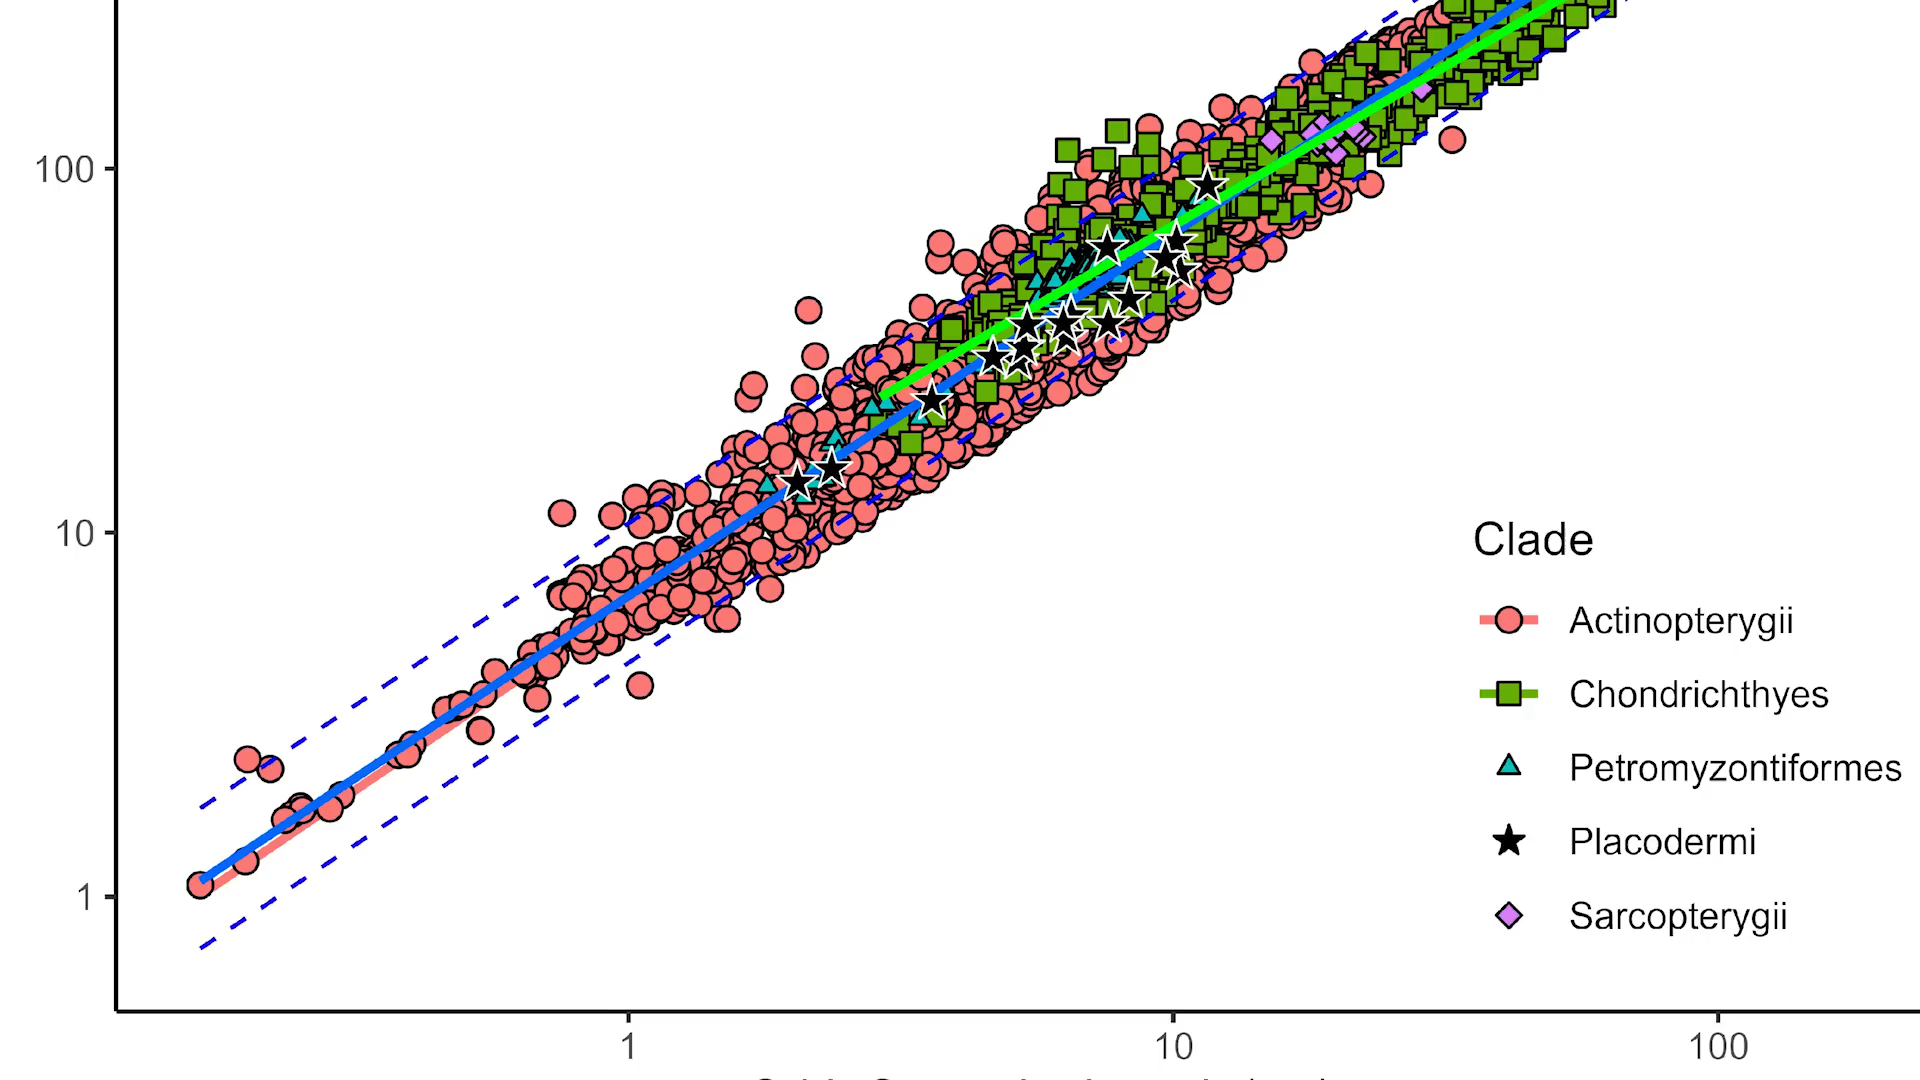 100
10
1
Clade
Actinopterygii
Chondrichthyes
Petromyzontiformes
Placodermi
Sarcopterygii
1
10
100